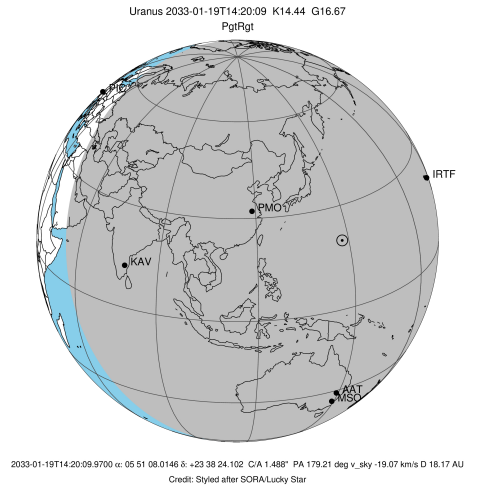 Uranus 2033-01-19T14:20:09 K14.44 G16.67
PgtRgt
PIC
IRTF
PMO
KAV
AAT
MSO
2033-01-19T14:20:09.9700 α: 05 51 08.0146 δ: +23 38 24.102 C/A 1.488" PA 179.21 deg v_sky -19.07 km/s D 18.17 AU
Credit: Styled after SORA/Lucky Star